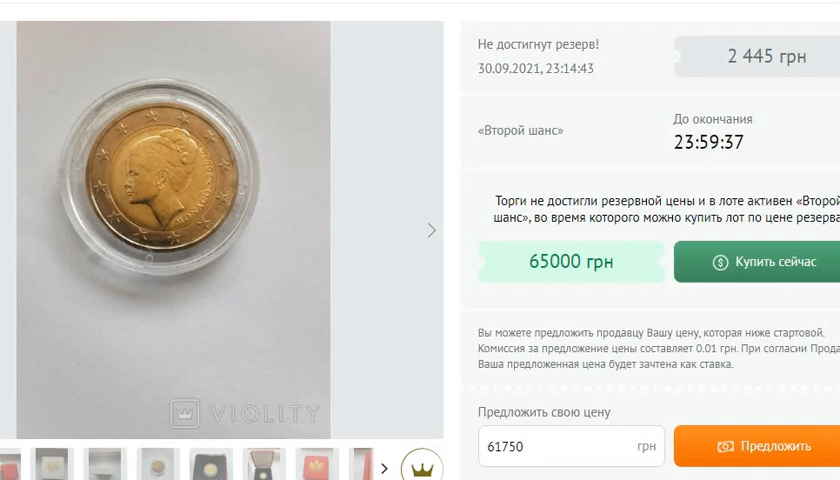 Не достигнут резерв!
2 445 грн
30.09.2021, 23:14:43
«Второй шанс»
До окончания
23:59:37
Торги не достигли резервной цены и в лоте активен «Второй
шанс», во время которого можно купить лот по цене резерва
65000 грн
Купить сейчас
Вы можете предложить продавцу Вашу цену, которая ниже стартовой.
Комиссия за предложение цены составляет 0.01 грн. При согласии Прода
Ваша предложенная цена будет зачтена как ставка.
Предложить свою цену
61750 грн
Предложить
MONACO
VIOLITY